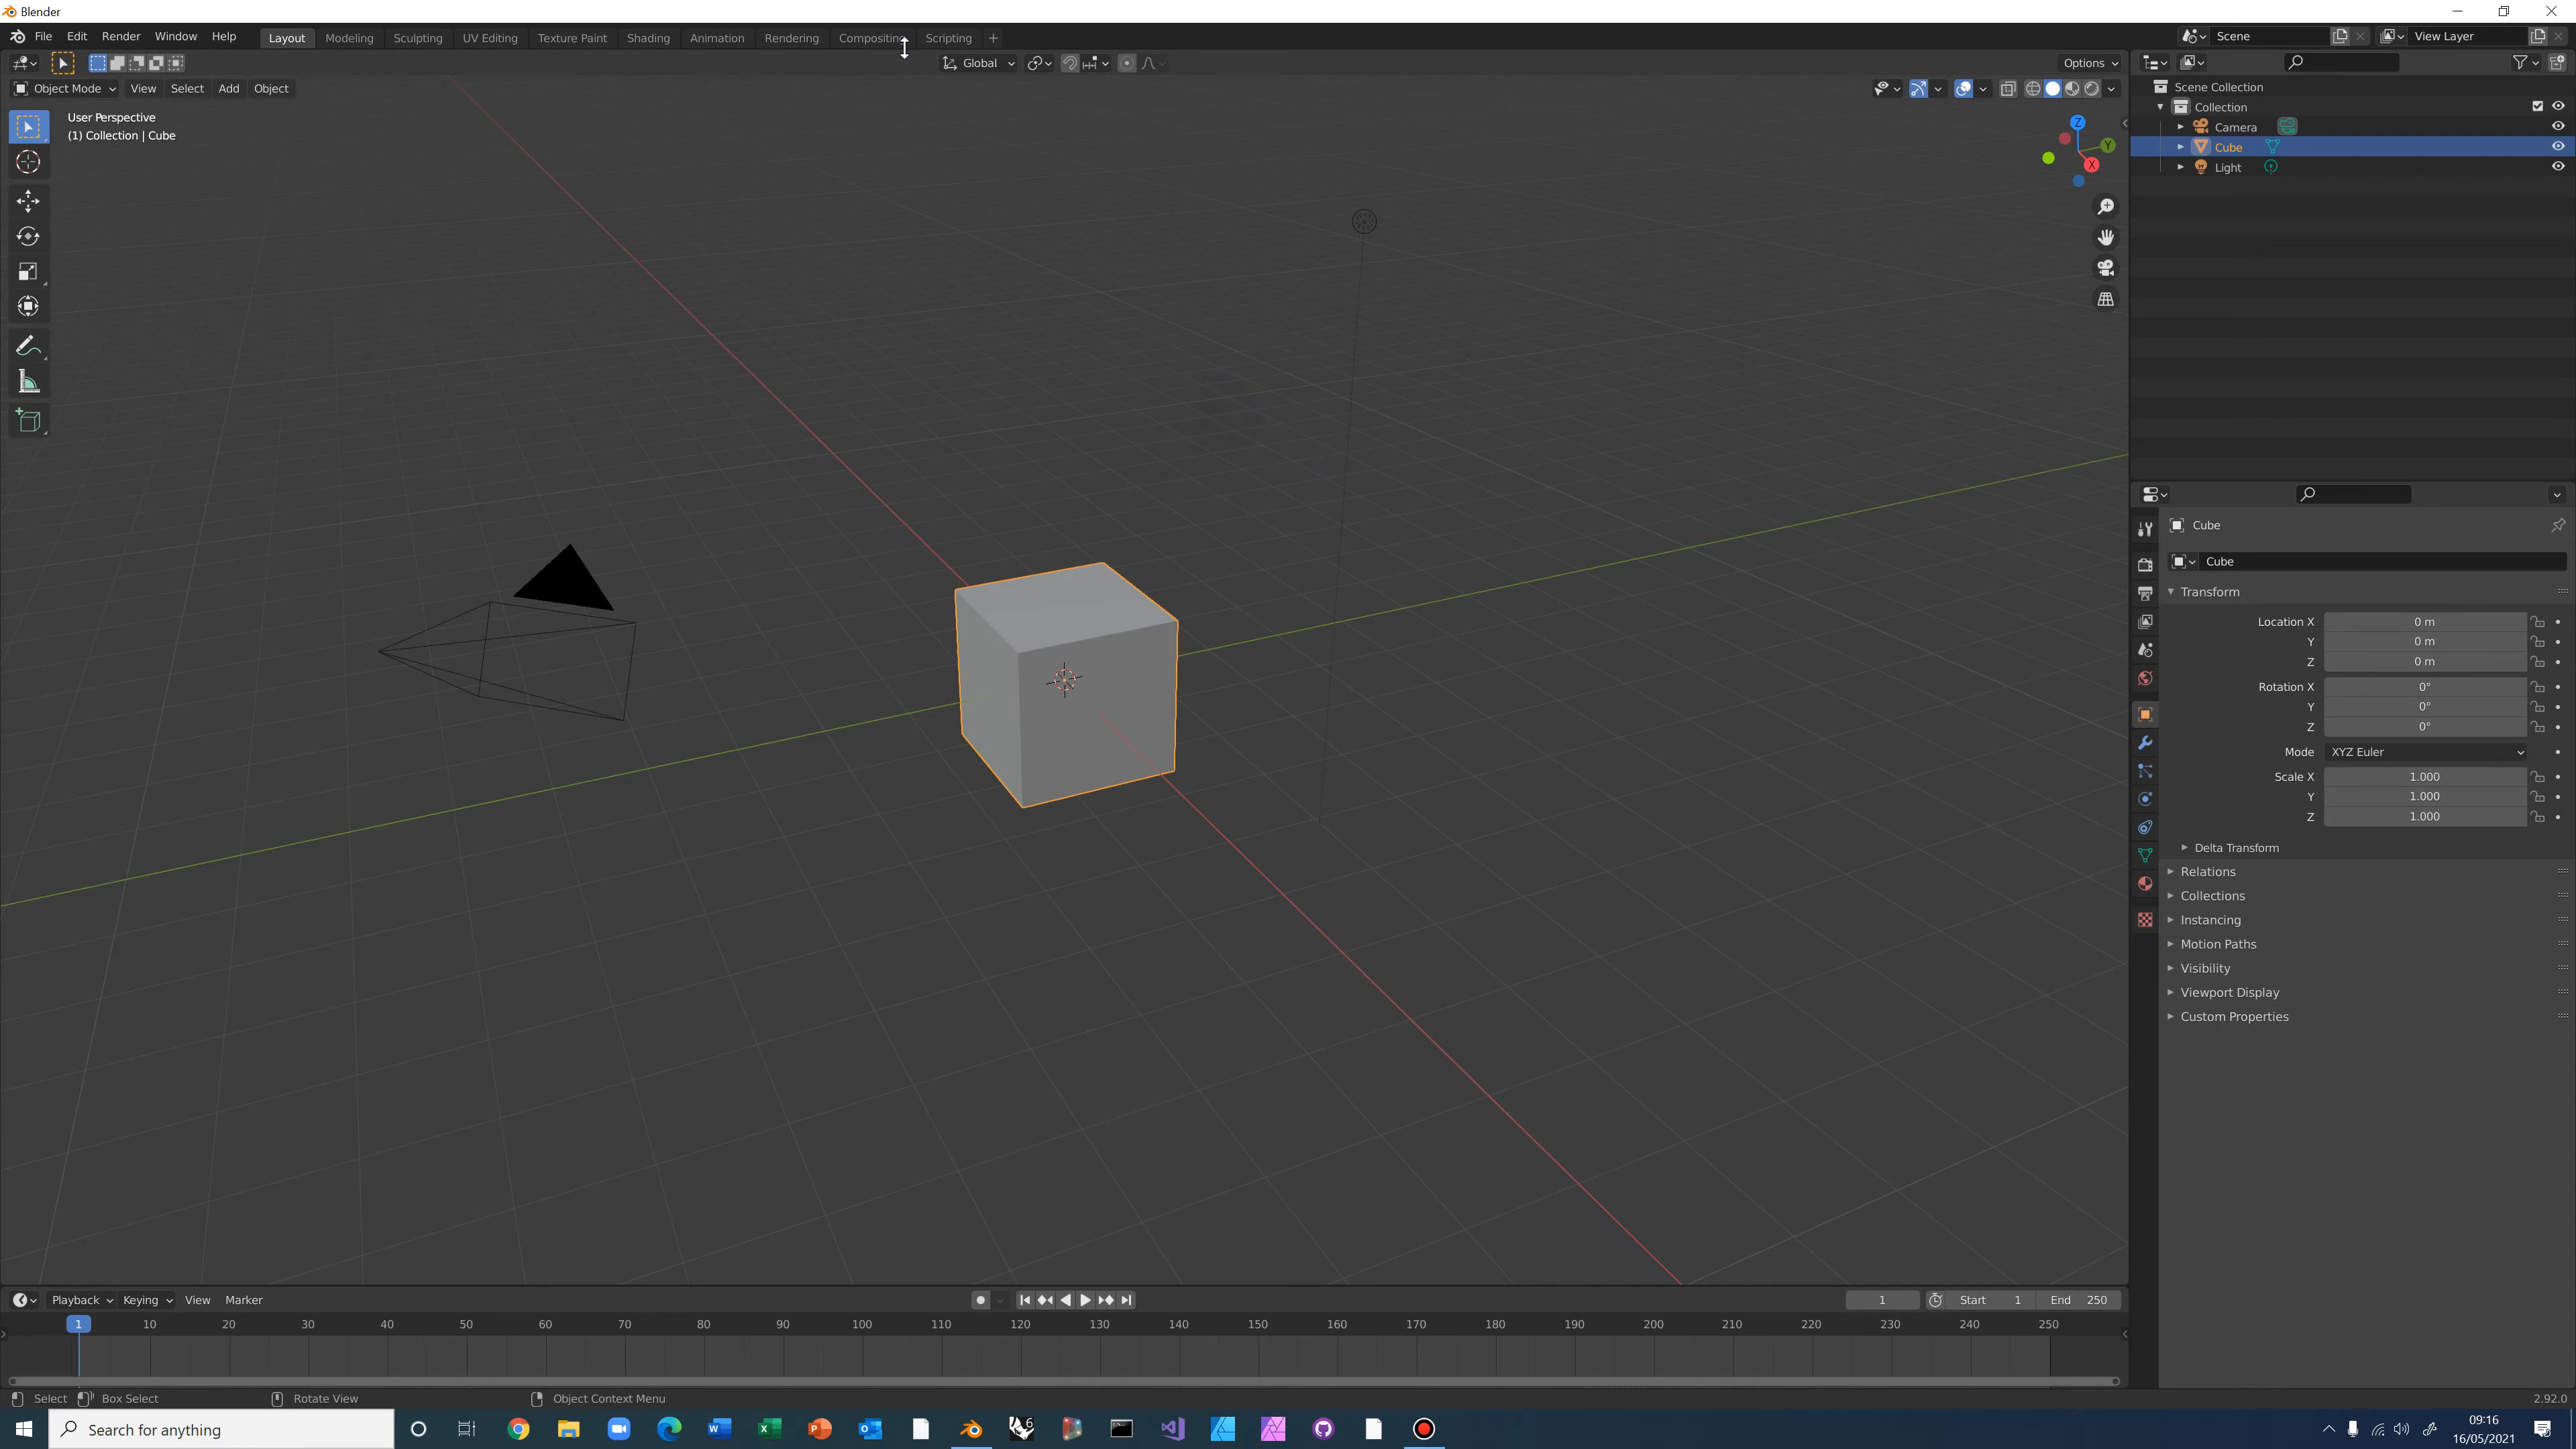 Blender
File Edit Render Window Help Layout Modeling Sculpting UV Editing Texture Paint Shading Animation Rendering Compositing Scripting + Scene View Layer
Global Options
Object Mode View Select Add Object
User Perspective
(1) Collection | Cube
Z
Y
X
Scene Collection
Collection
Camera
Cube
Light
Cube
Cube
Transform
Location X 0 m
Y 0 m
Z 0 m
Rotation X 0°
Y 0°
Z 0°
Mode XYZ Euler
Scale X 1.000
Y 1.000
Z 1.000
Delta Transform
Relations
Collections
Instancing
Motion Paths
Visibility
Viewport Display
Custom Properties
Playback Keying View Marker 1 Start 1 End 250
1 10 20 30 40 50 60 70 80 90 100 110 120 130 140 150 160 170 180 190 200 210 220 230 240 250
Select Box Select Rotate View Object Context Menu 2.92.0
Search for anything
6
09:16
16/05/2021